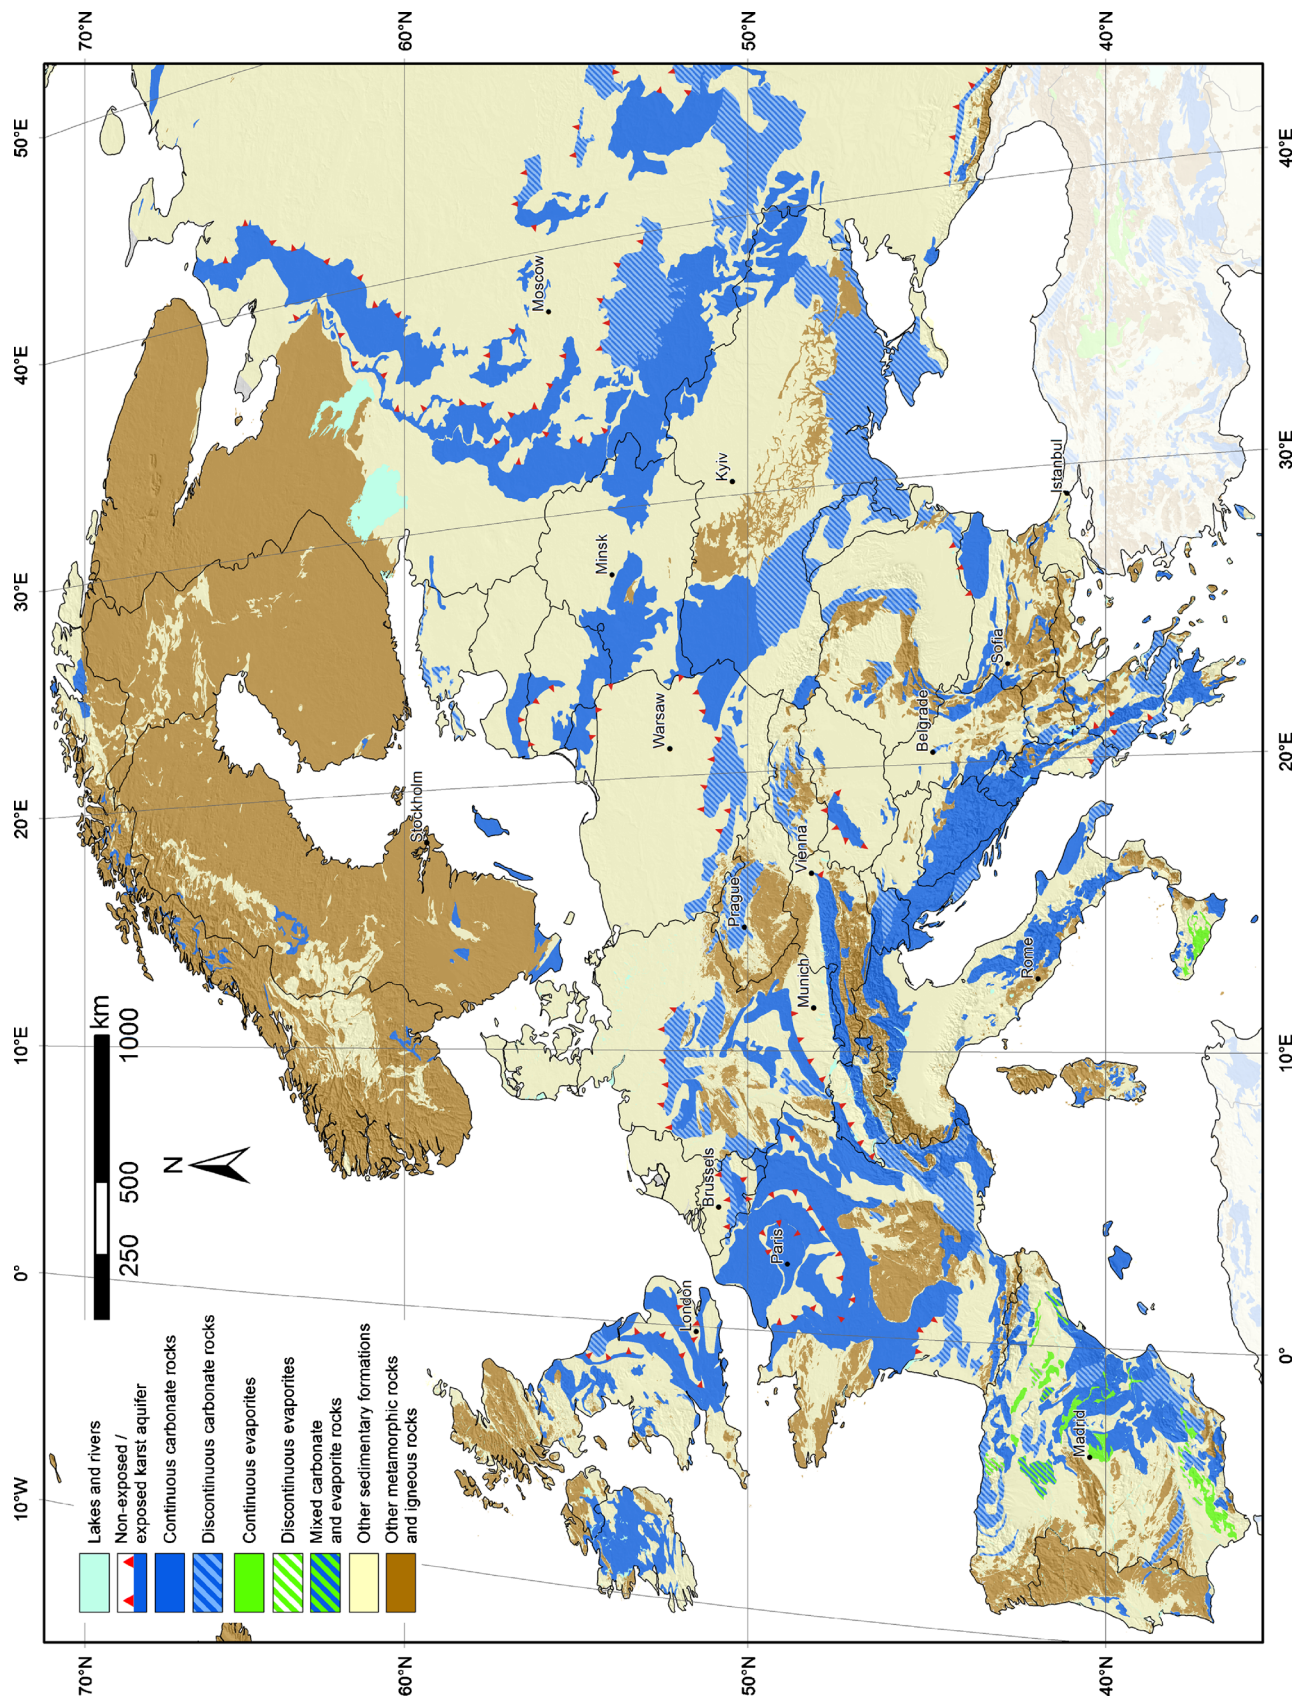 Lakes and rivers
Non-exposed /
exposed karst aquifer
Continuous carbonate rocks
Discontinuous carbonate rocks
Continuous evaporites
Discontinuous evaporites
Mixed carbonate
and evaporite rocks
Other sedimentary formations
Other metamorphic rocks
and igneous rocks
250
500
1000
km
N
10°W
0°
10°E
20°E
30°E
40°E
50°E
70°N
60°N
50°N
40°N
70°N
60°N
50°N
40°N
0°
10°E
20°E
30°E
40°E
Stockholm
Moscow
Minsk
Kyiv
Warsaw
London
Brussels
Paris
Prague
Vienna
Munich
Belgrade
Sofia
Istanbul
Rome
Madrid